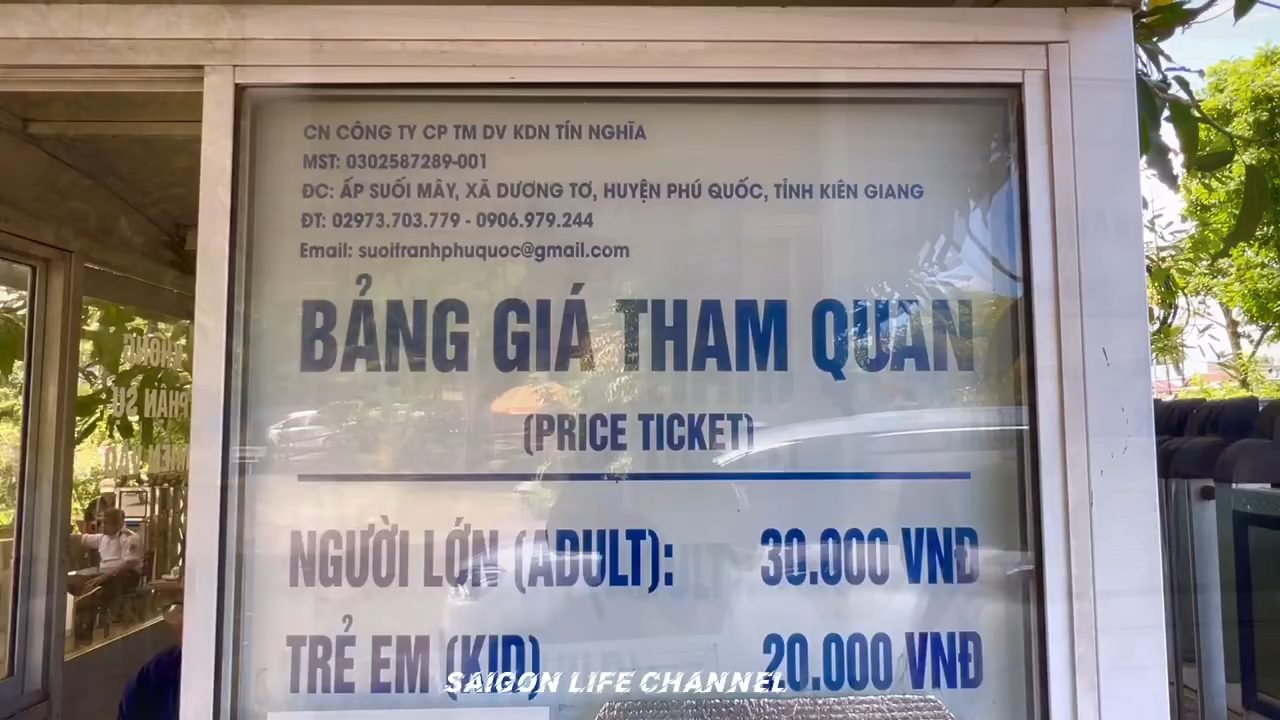 CN CÔNG TY CP TM DV KDN TÍN NGHĨA
MST: 0302587289-001
ĐC: ẤP SUỐI MÂY, XÃ DƯƠNG TƠ, HUYỆN PHÚ QUỐC, TỈNH KIÊN GIANG
ĐT: 02973.703.779 - 0906.979.244
Email: suoitranhphuquoc@gmail.com
BẢNG GIÁ THAM QUAN
(PRICE TICKET)
NGƯỜI LỚN (ADULT): 30.000 VNĐ
TRẺ EM (KID) 20.000 VNĐ
SAIGON LIFE CHANNEL